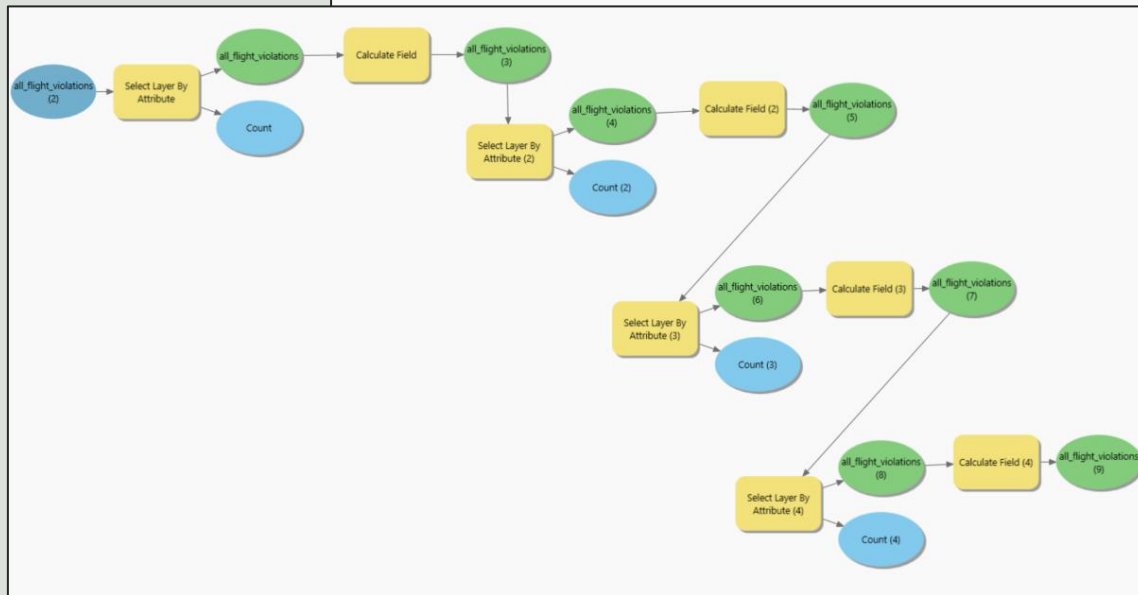 all_flight_violations
(2)
Select Layer By
Attribute
all_flight_violations
Count
Calculate Field
all_flight_violations
(3)
Select Layer By
Attribute (2)
all_flight_violations
(4)
Count (2)
Calculate Field (2)
all_flight_violations
(5)
Select Layer By
Attribute (3)
all_flight_violations
(6)
Count (3)
Calculate Field (3)
all_flight_violations
(7)
Select Layer By
Attribute (4)
all_flight_violations
(8)
Count (4)
Calculate Field (4)
all_flight_violations
(9)